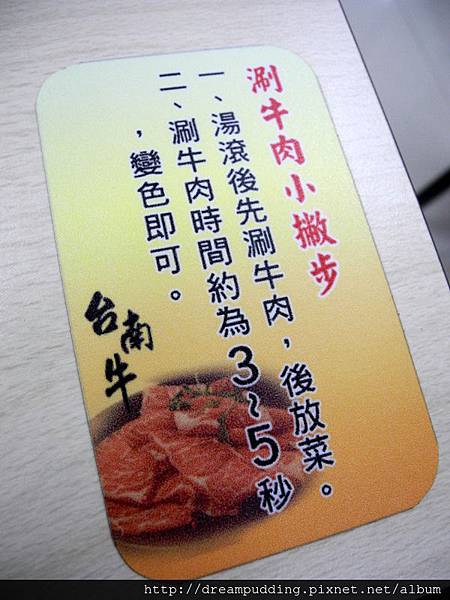 涮牛肉小撇步
一、湯滾後先涮牛肉，後放菜。
二、涮牛肉時間約為3~5秒
，變色即可。
台南牛
http://dreampudding.pixnet.net/album